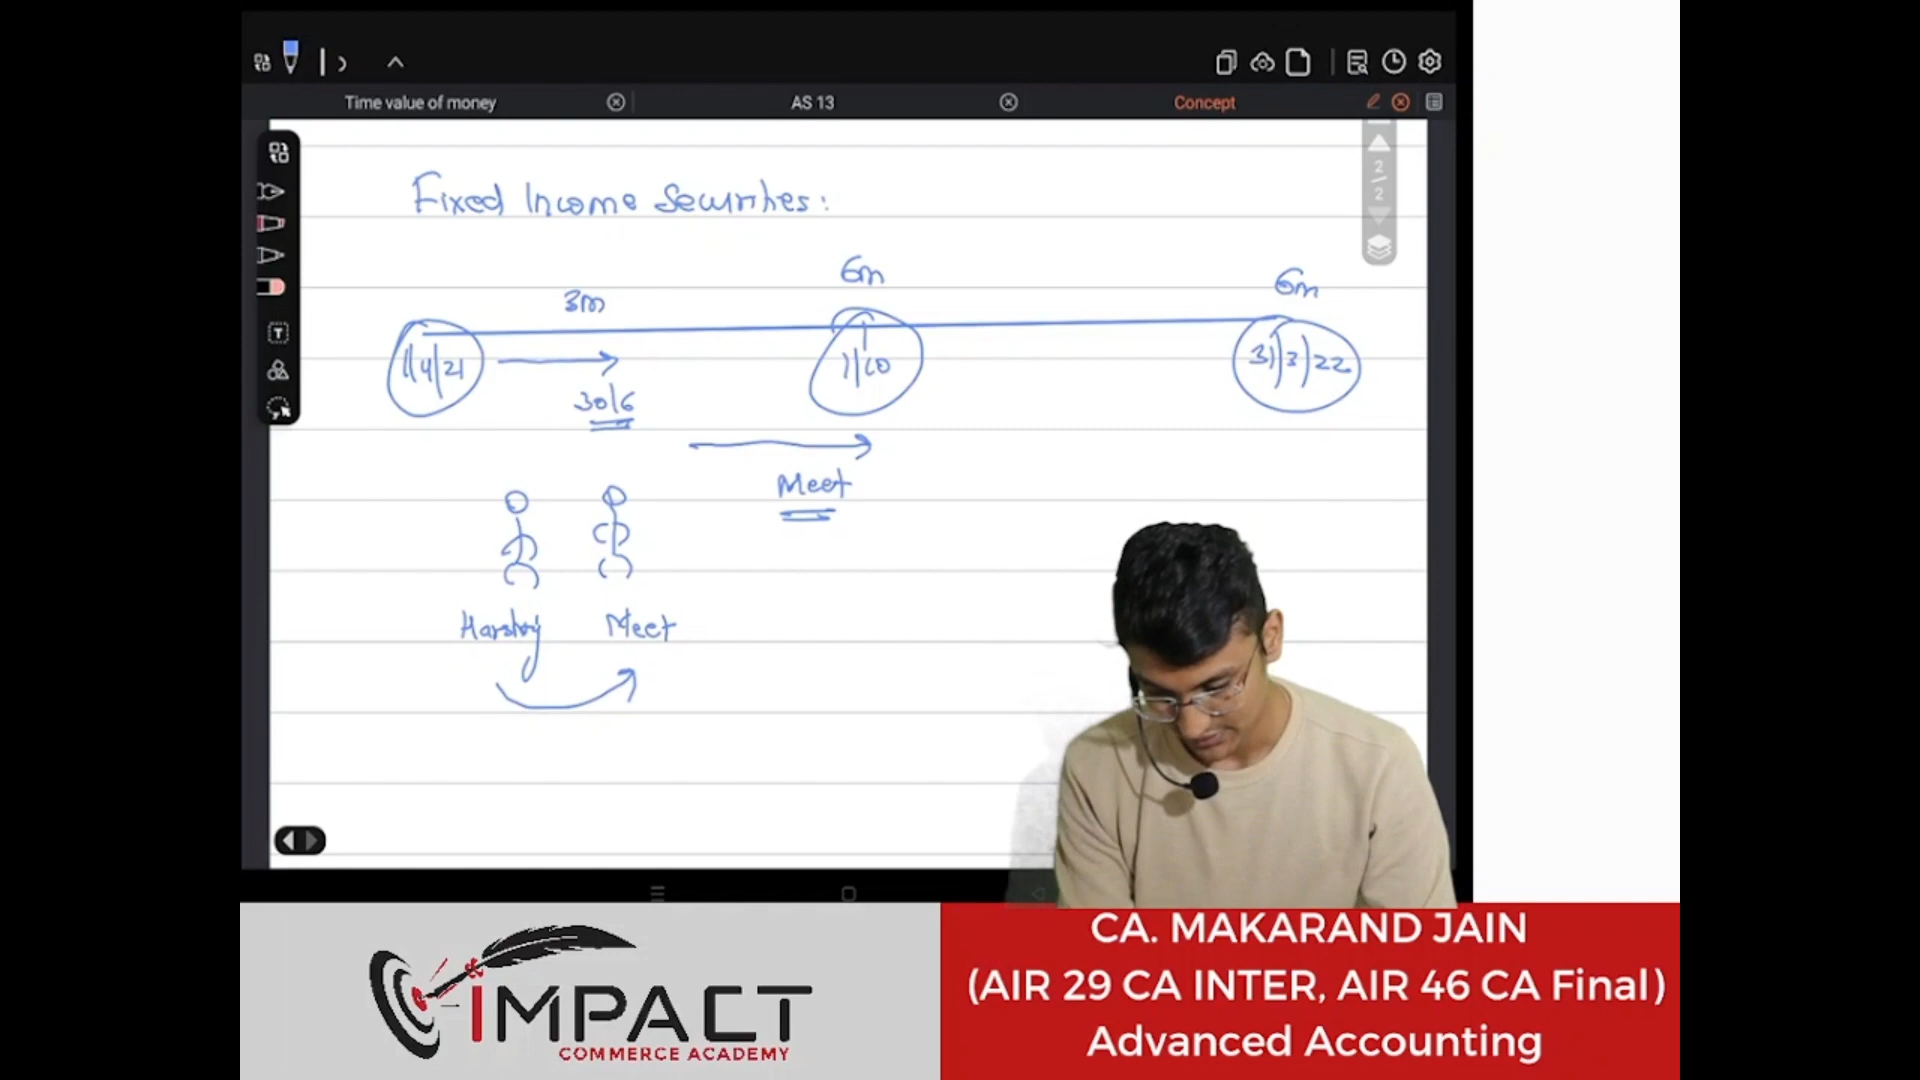 Time value of money
AS 13
Concept
2/2
Fixed Income Securities:
6m
6m
3m
1/4/21
1/10
31/3/22
30/6
Meet
Meet
IMPACT
COMMERCE ACADEMY
CA. MAKARAND JAIN
(AIR 29 CA INTER, AIR 46 CA Final)
Advanced Accounting